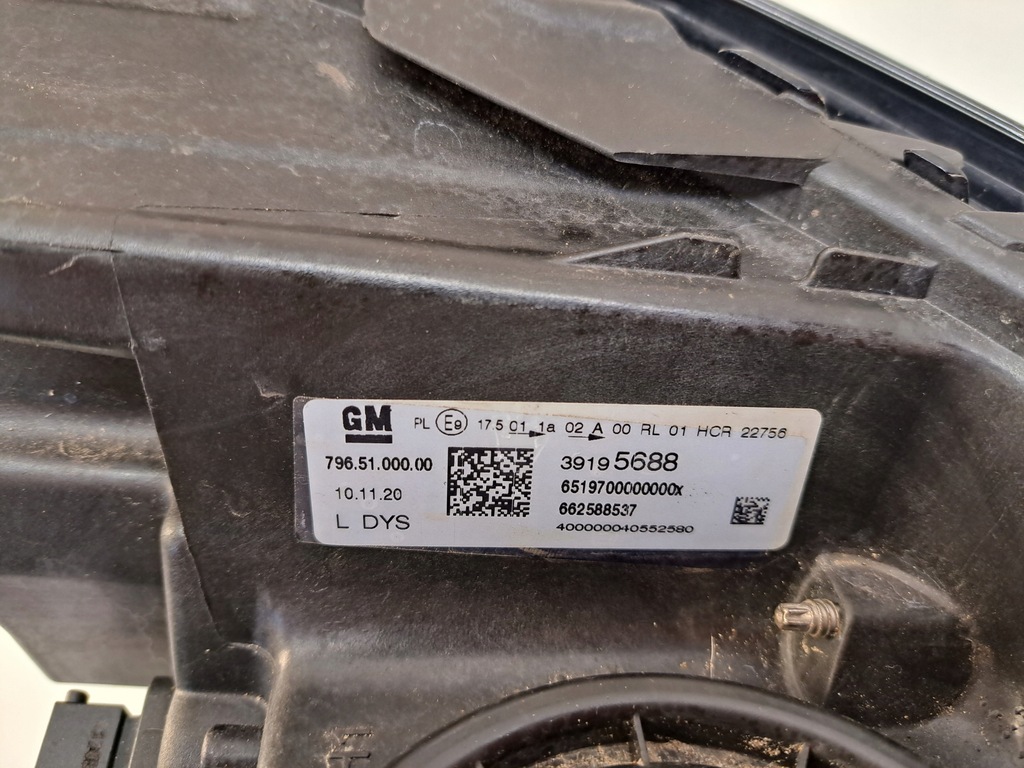 GM PL E9 17.5 01 1a 02 A 00 RL 01 HCR 22756
796.51.000.00
10.11.20
L DYS
39195688
6519700000000x
662588537
400000040552580